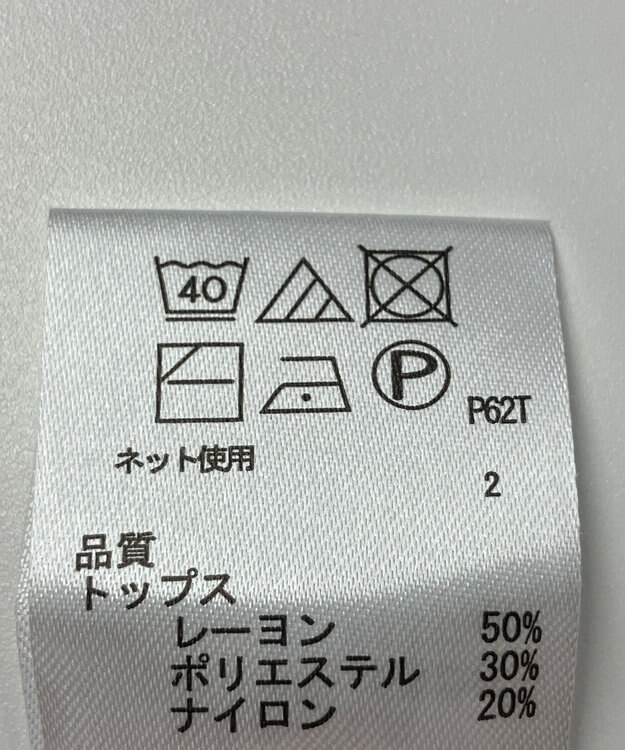 40
P
P62T
ネット使用
2
品質
トップス
レーヨン 50%
ポリエステル 30%
ナイロン 20%